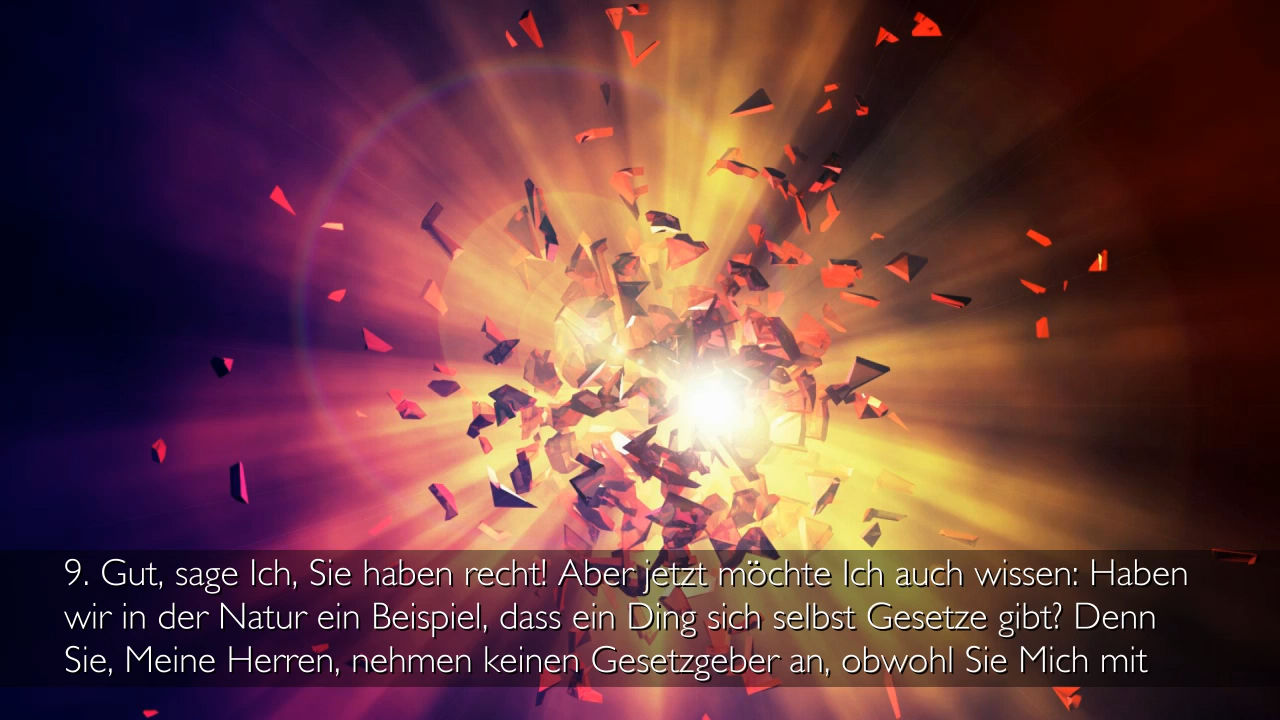 9. Gut, sage Ich, Sie haben recht! Aber jetzt möchte Ich auch wissen: Haben
wir in der Natur ein Beispiel, dass ein Ding sich selbst Gesetze gibt? Denn
Sie, Meine Herren, nehmen keinen Gesetzgeber an, obwohl Sie Mich mit